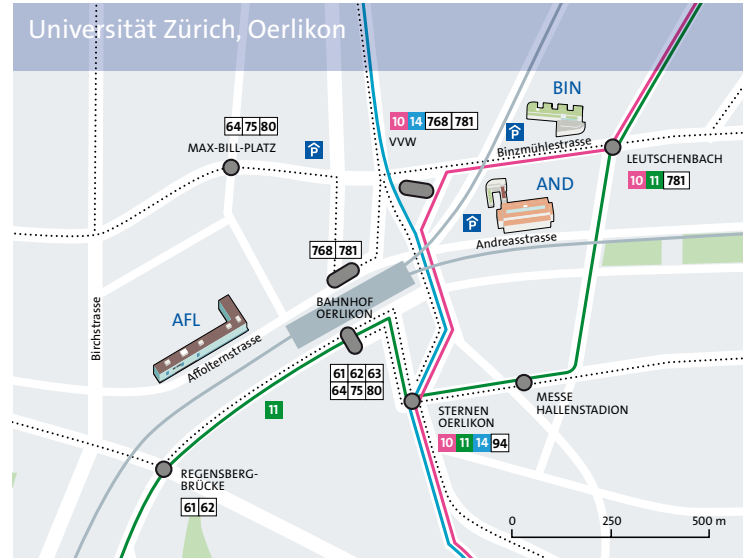 Universität Zürich, Oerlikon
BIN
10 14 768 781
VVW
Binzmühlestrasse
64 75 80
MAX-BILL-PLATZ
P
P
LEUTSCHENBACH
10 11 781
AND
P
Andreasstrasse
768 781
BAHNHOF
OERLIKON
Birchstrasse
AFL
Affolternstrasse
61 62 63
64 75 80
11
MESSE
HALLENSTADION
STERNEN
OERLIKON
10 11 14 94
REGENSBERG-
BRÜCKE
61 62
0 250 500 m